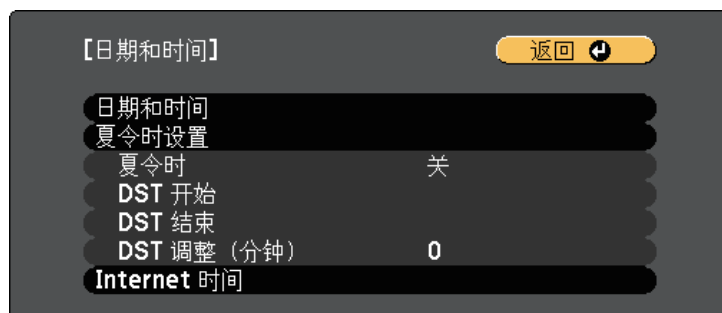 【日期和时间】
返回
日期和时间
夏令时设置
夏令时 关
DST 开始
DST 结束
DST 调整（分钟） 0
Internet 时间